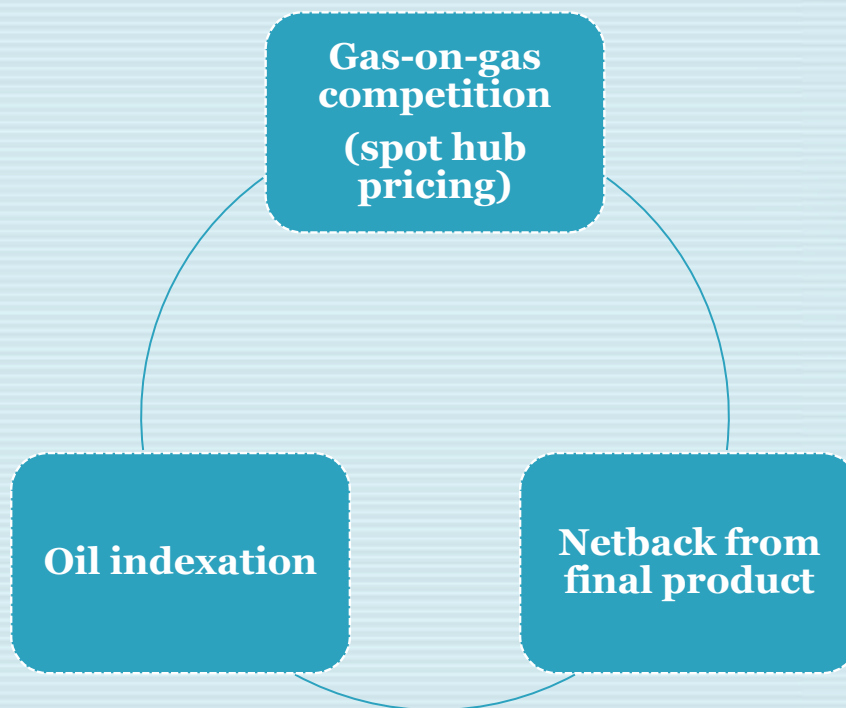 Gas-on-gas
competition
(spot hub
pricing)
Oil indexation
Netback from
final product